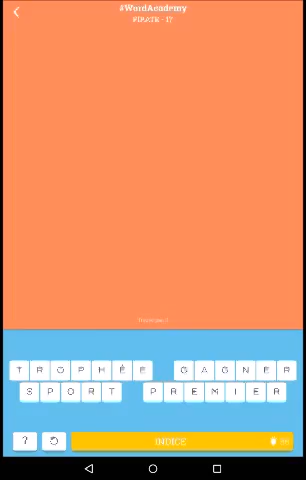 #WordAcademy
PIRATE - 17
TROPHÉE GAGNER
SPORT PREMIER
? INDICE